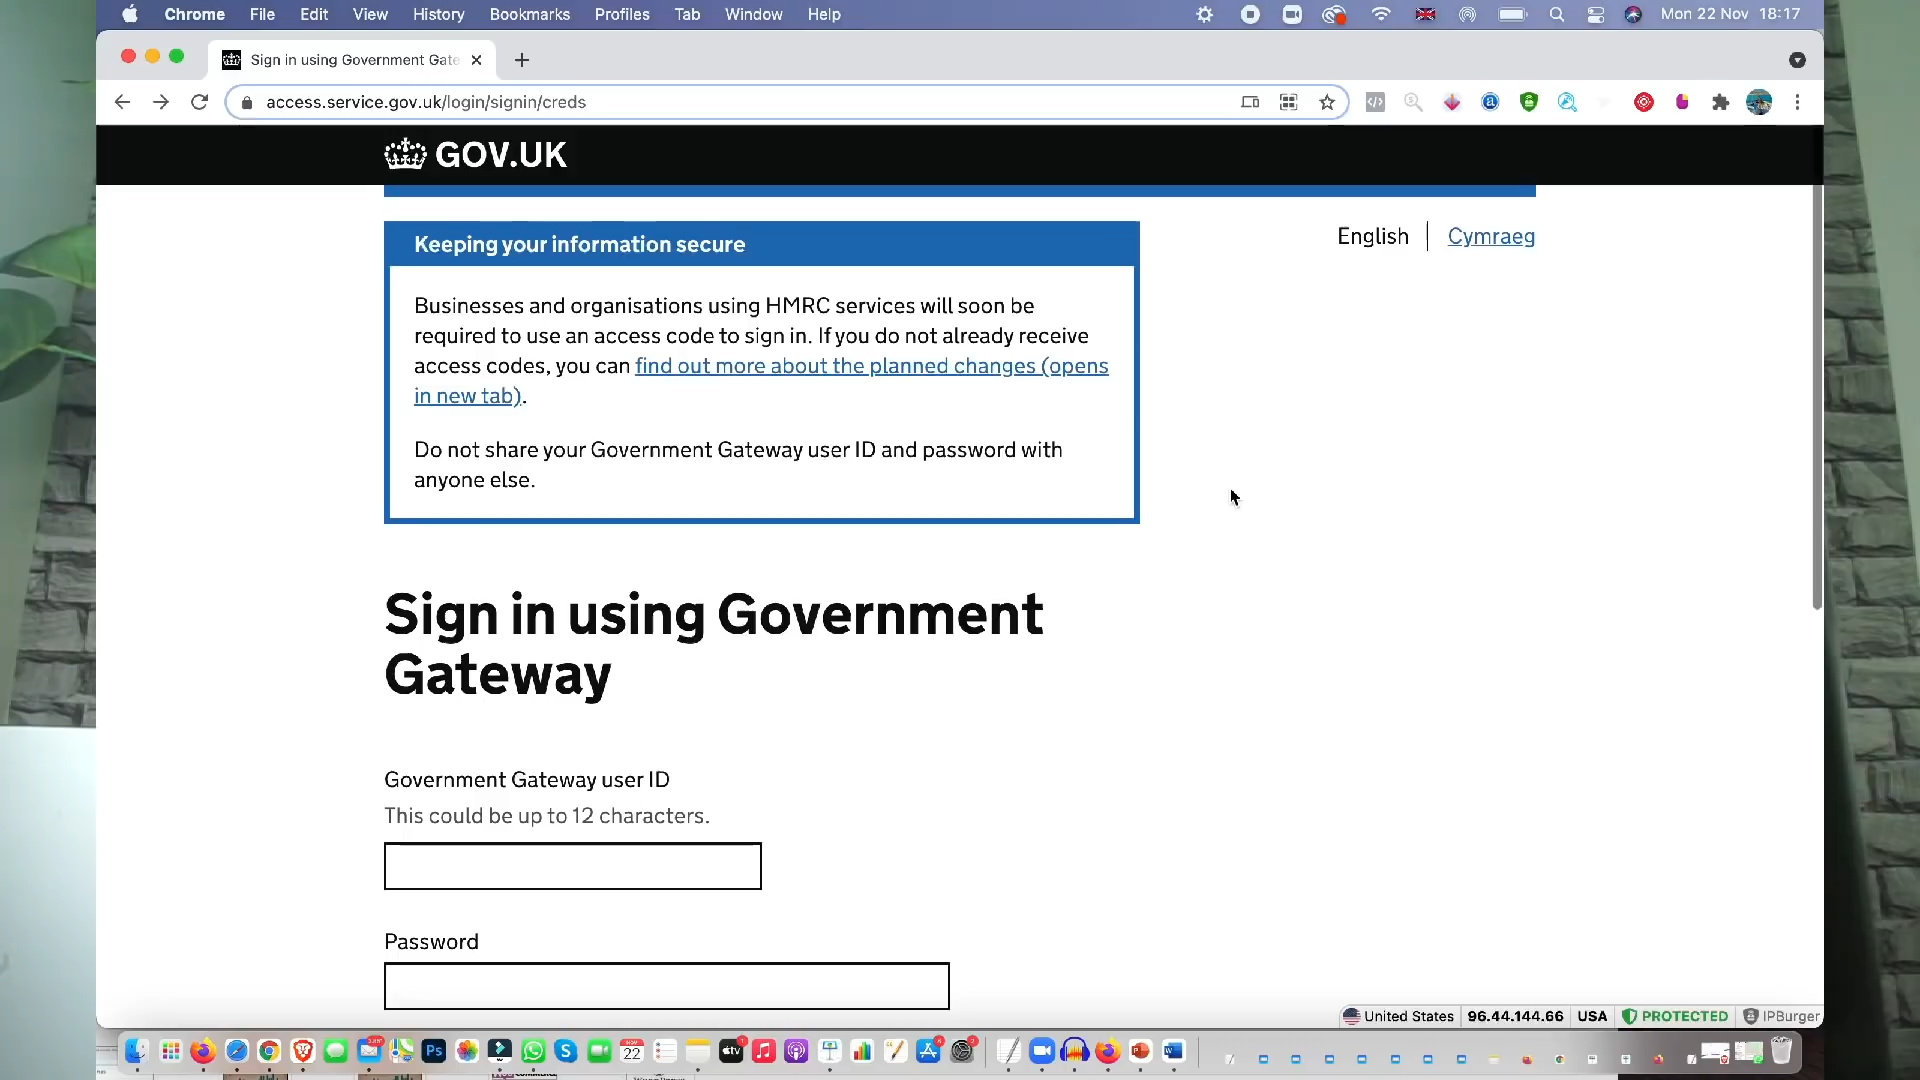 Chrome File Edit View History Bookmarks Profiles Tab Window Help Mon 22 Nov 18:17
Sign in using Government Gate
access.service.gov.uk/login/signin/creds
GOV.UK
Keeping your information secure
English Cymraeg
Businesses and organisations using HMRC services will soon be
required to use an access code to sign in. If you do not already receive
access codes, you can find out more about the planned changes (opens
in new tab).
Do not share your Government Gateway user ID and password with
anyone else.
Sign in using Government
Gateway
Government Gateway user ID
This could be up to 12 characters.
Password
United States 96.44.144.66 USA PROTECTED IPBurger
Ps
tv
22